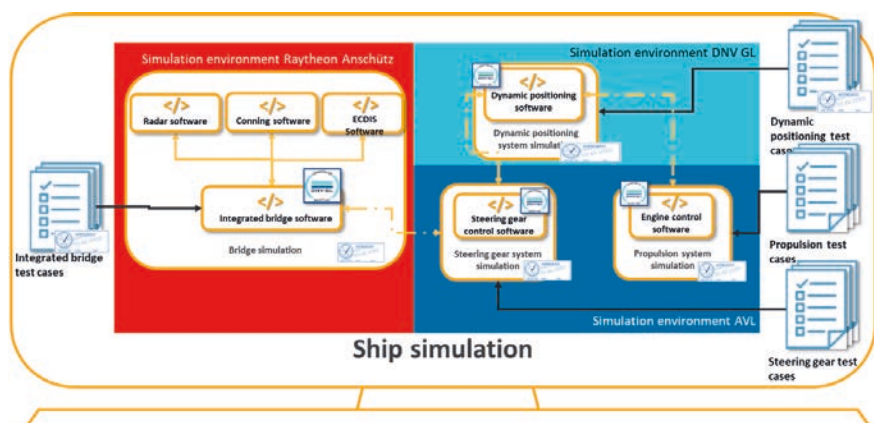 Simulation environment Raytheon Anschütz
Simulation environment DNV GL
</>
Radar software
</>
Conning software
</>
ECDIS
Software
</>
Dynamic positioning
software
Dynamic positioning
system simulation
Dynamic
positioning test
cases
</>
Integrated bridge software
Bridge simulation
Integrated bridge
test cases
</>
Steering gear
control software
Steering gear system
simulation
</>
Engine control
software
Propulsion system
simulation
Propulsion test
cases
Simulation environment AVL
Ship simulation
Steering gear test
cases